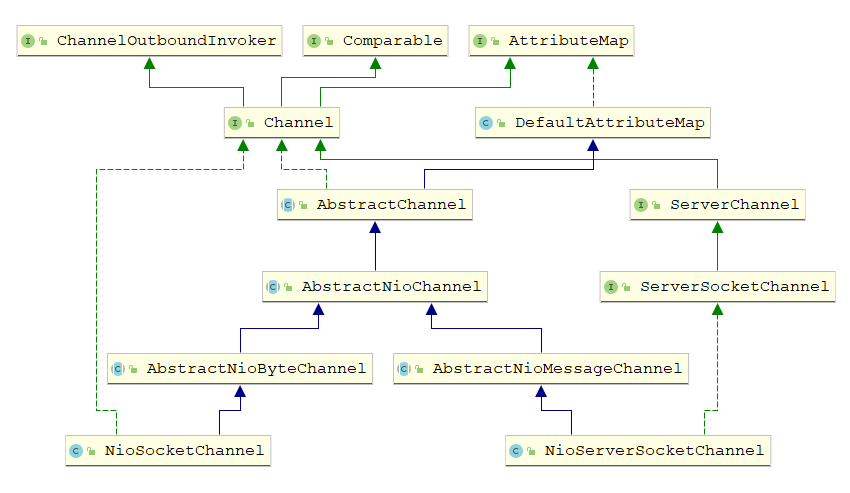 I ChannelOutboundInvoker
I Comparable
I AttributeMap
I Channel
C DefaultAttributeMap
C AbstractChannel
I ServerChannel
C AbstractNioChannel
I ServerSocketChannel
C AbstractNioByteChannel
C AbstractNioMessageChannel
C NioSocketChannel
C NioServerSocketChannel